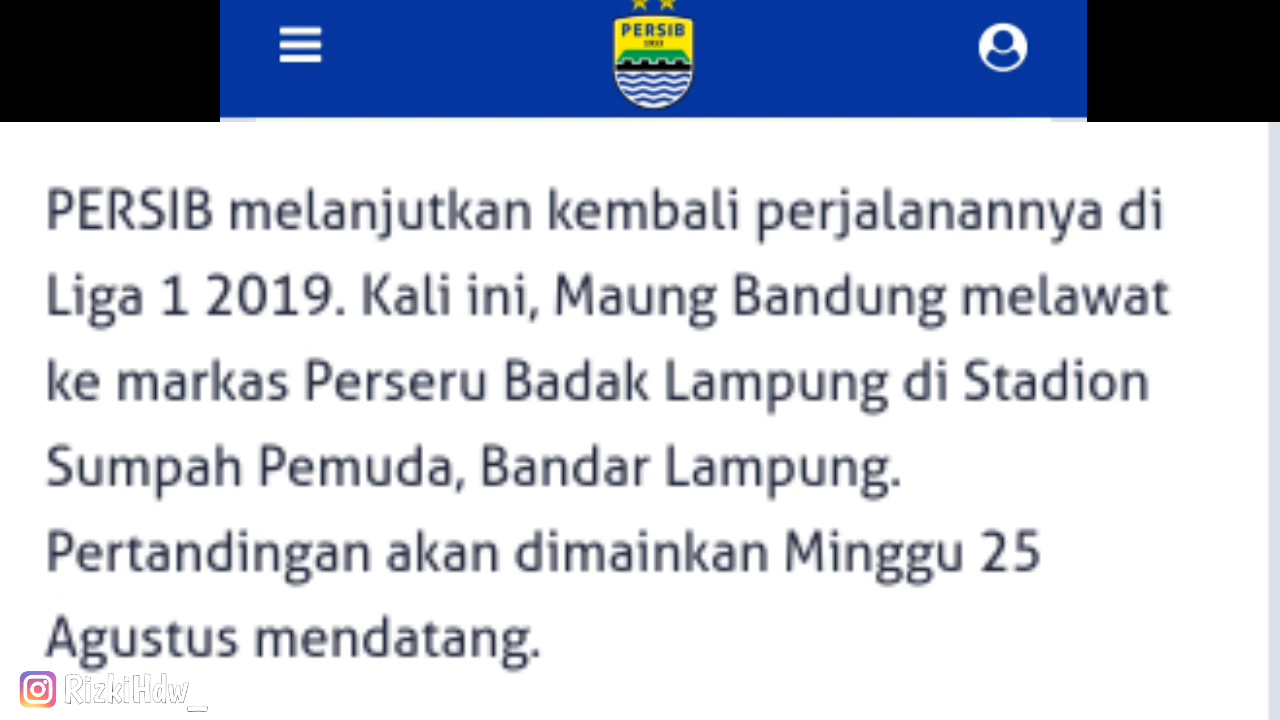 PERSIB
1933
PERSIB melanjutkan kembali perjalanannya di
Liga 1 2019. Kali ini, Maung Bandung melawat
ke markas Perseru Badak Lampung di Stadion
Sumpah Pemuda, Bandar Lampung.
Pertandingan akan dimainkan Minggu 25
Agustus mendatang.
RizkiHdw_